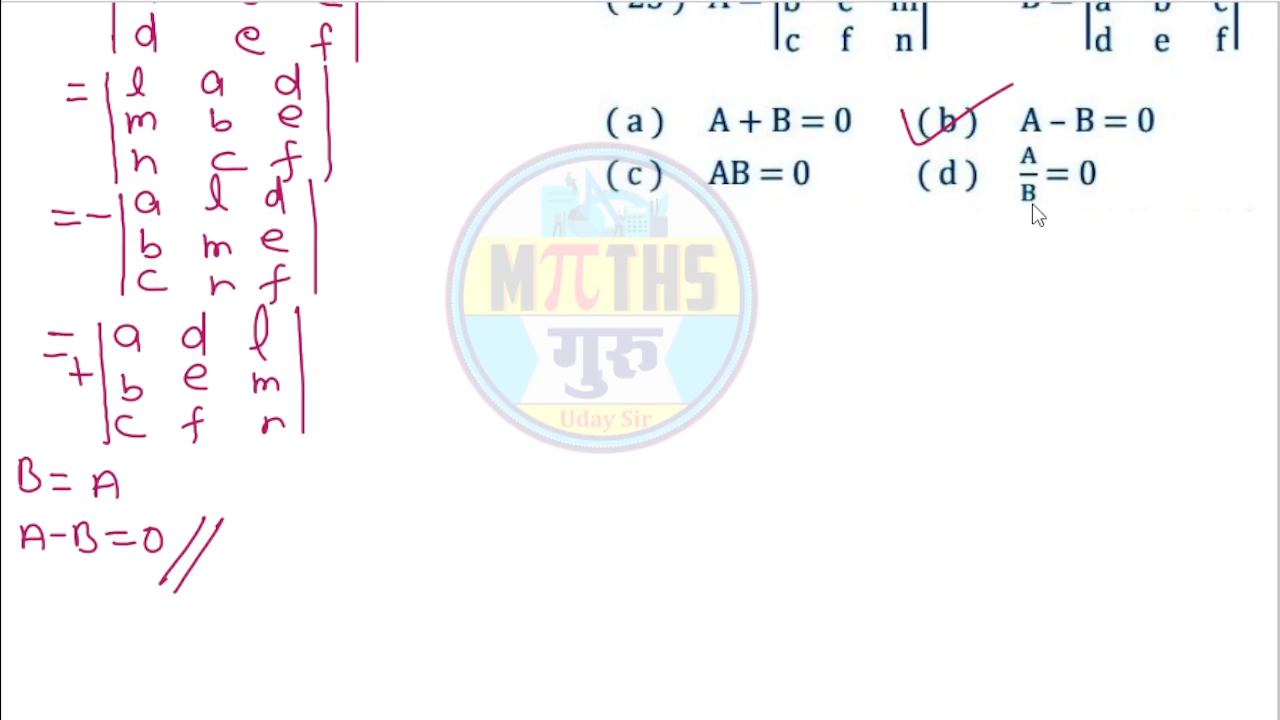 d e f
= l a d
m b e
n c f
= - a l d
b m e
c n f
= + a d l
b e m
c f n
B = A
A - B = 0 //
c f n d e f
(a) A + B = 0 (b) A – B = 0
(c) AB = 0 (d) A/B = 0
MπTHS
गुरु
Uday Sir